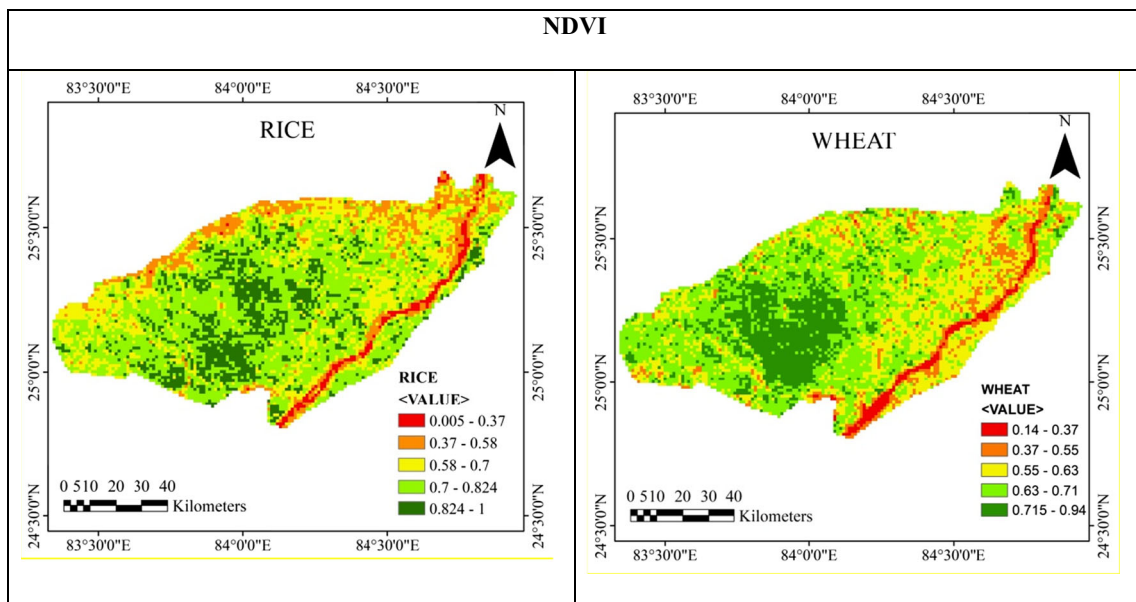 NDVI
83°30'0"E 84°0'0"E 84°30'0"E
N
RICE
25°30'0"N 25°30'0"N
25°0'0"N 25°0'0"N
24°30'0"N 24°30'0"N
RICE
<VALUE>
0.005 - 0.37
0.37 - 0.58
0.58 - 0.7
0.7 - 0.824
0.824 - 1
0 510 20 30 40
Kilometers
83°30'0"E 84°0'0"E 84°30'0"E
83°30'0"E 84°0'0"E 84°30'0"E
N
WHEAT
25°30'0"N 25°30'0"N
25°0'0"N 25°0'0"N
24°30'0"N 24°30'0"N
WHEAT
<VALUE>
0.14 - 0.37
0.37 - 0.55
0.55 - 0.63
0.63 - 0.71
0.715 - 0.94
0 510 20 30 40
Kilometers
83°30'0"E 84°0'0"E 84°30'0"E